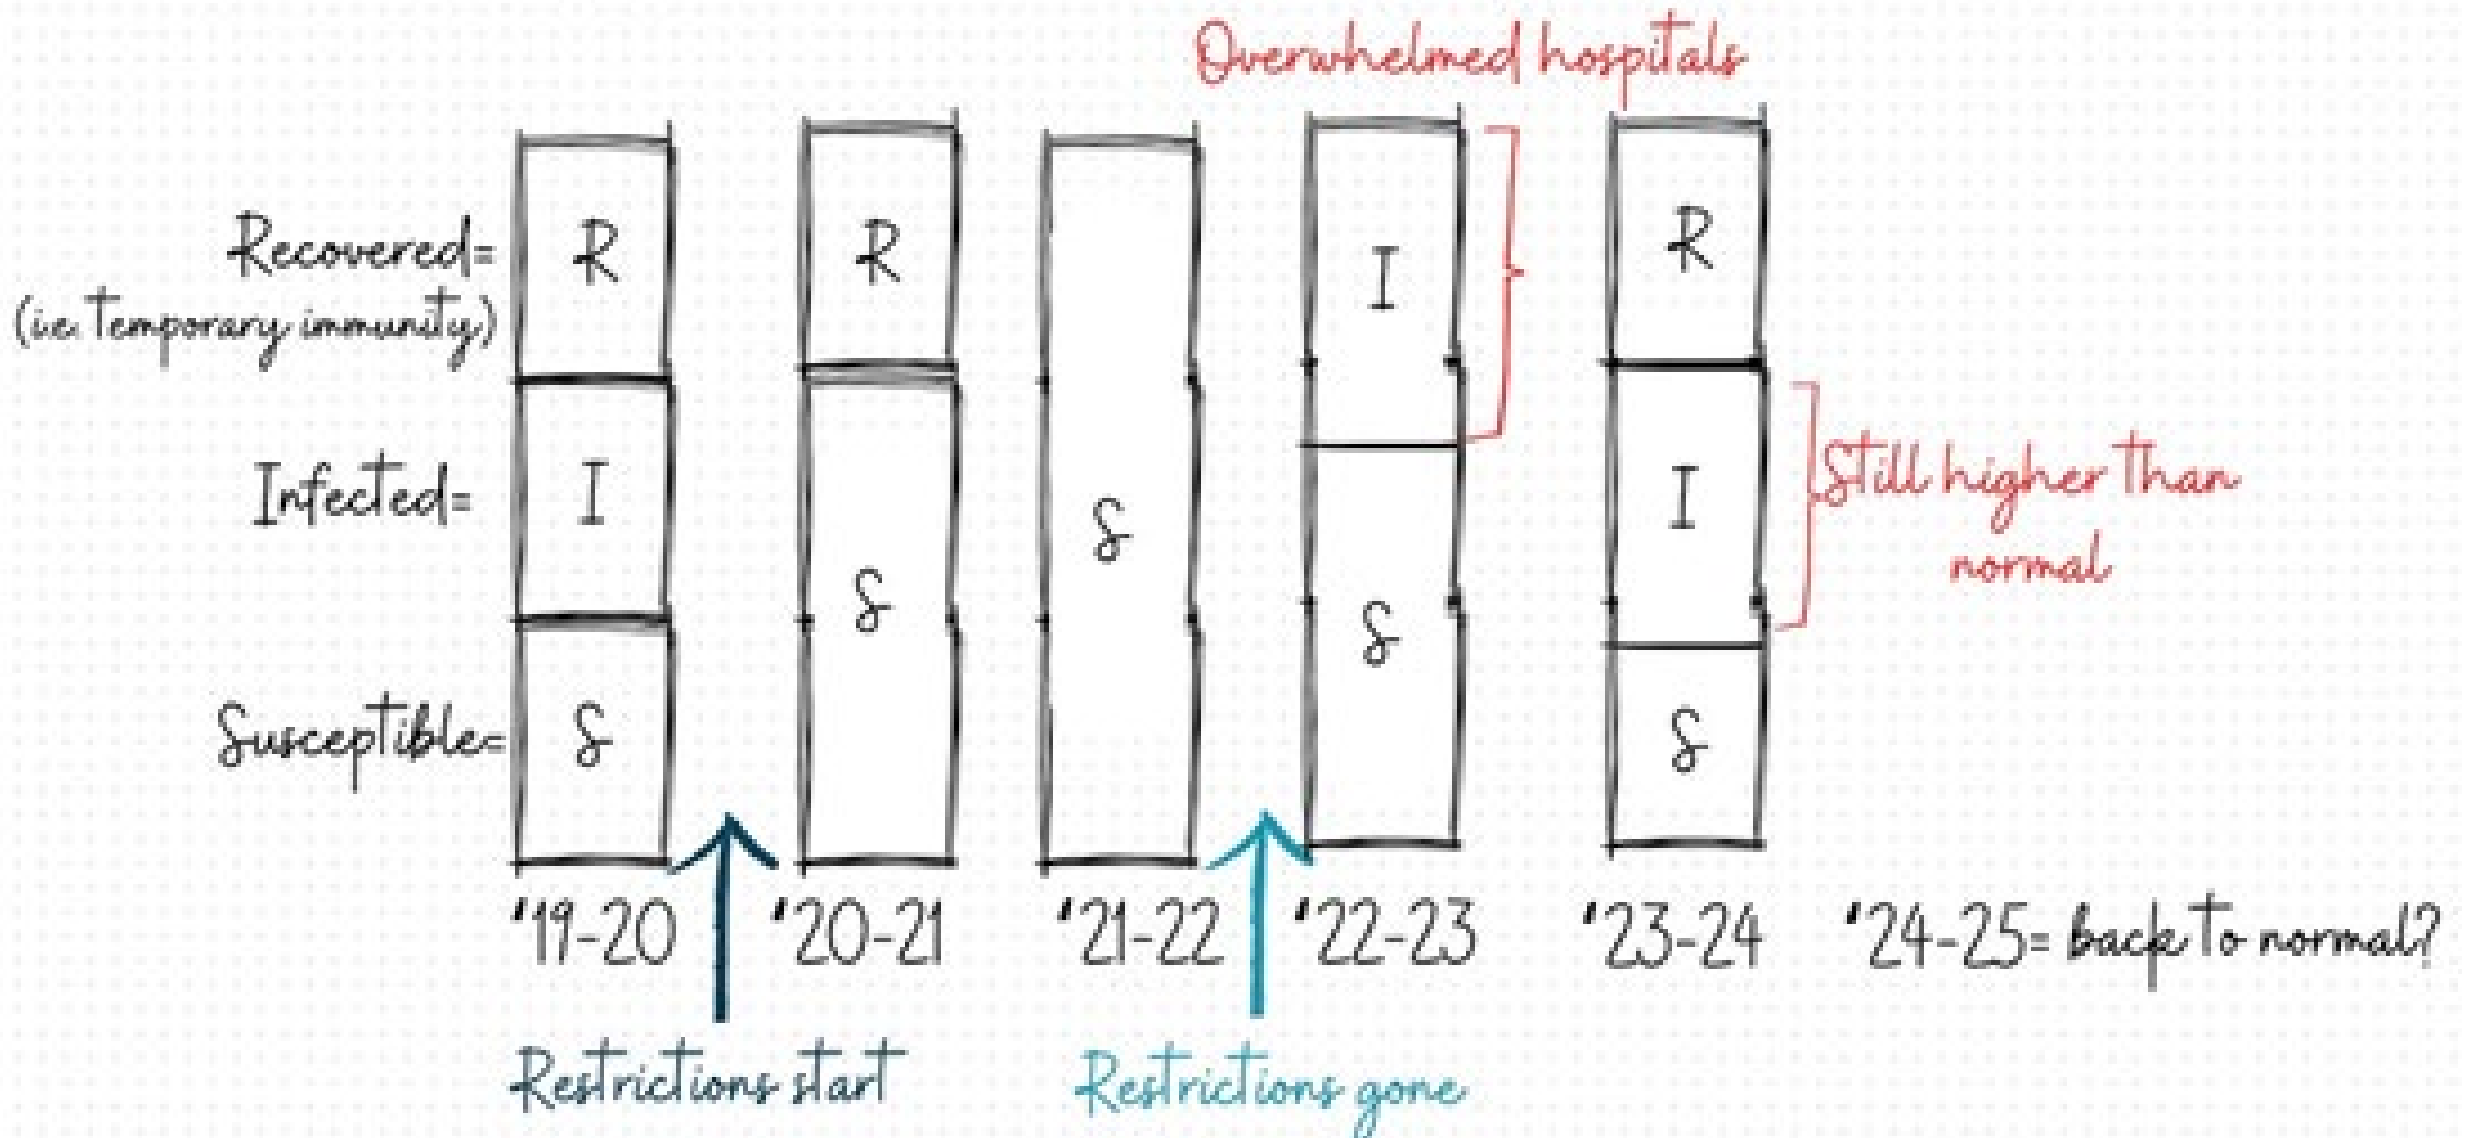 Overwhelmed hospitals
Recovered=
(i.e. temporary immunity)
Infected=
Susceptible=
R
I
S
R
S
S
I
S
R
I
S
Still higher than
normal
'19-20
'20-21
'21-22
'22-23
'23-24
'24-25= back to normal?
Restrictions start
Restrictions gone